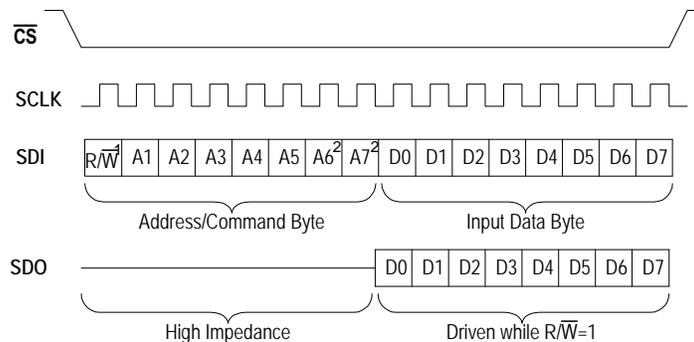 CS
SCLK
SDI R/W1 A1 A2 A3 A4 A5 A6² A7² D0 D1 D2 D3 D4 D5 D6 D7
Address/Command Byte Input Data Byte
SDO D0 D1 D2 D3 D4 D5 D6 D7
High Impedance Driven while R/W=1